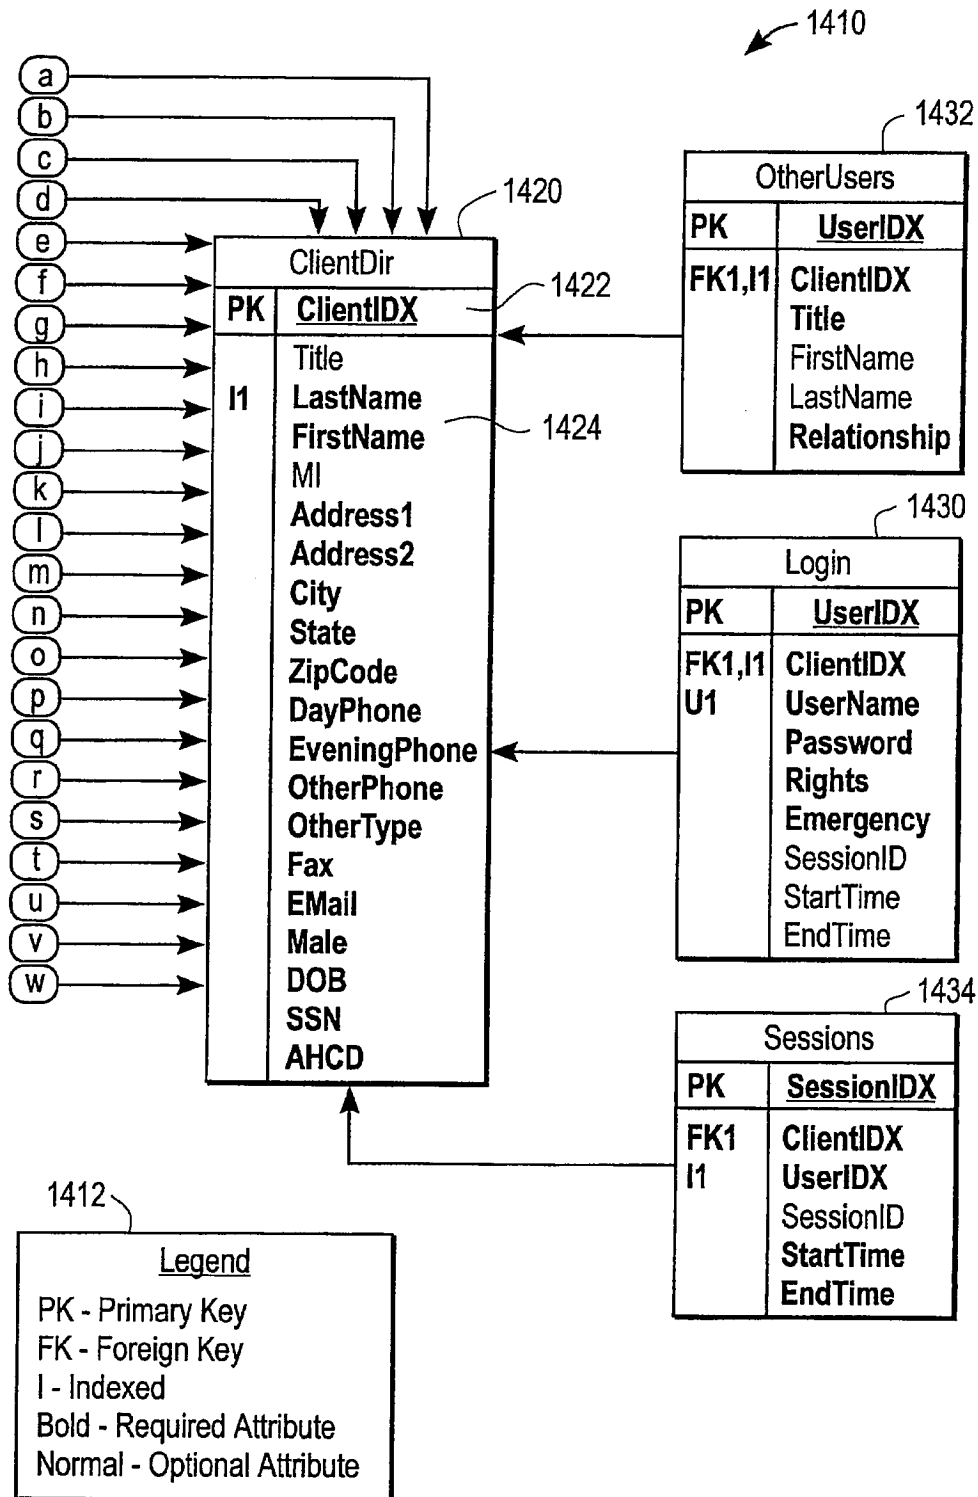 1410
a
b
c
d
e
f
g
h
i
j
k
l
m
n
o
p
q
r
s
t
u
v
w
1420
ClientDir
PK ClientIDX
1422
Title
I1 LastName
FirstName
1424
MI
Address1
Address2
City
State
ZipCode
DayPhone
EveningPhone
OtherPhone
OtherType
Fax
EMail
Male
DOB
SSN
AHCD
1432
OtherUsers
PK UserIDX
FK1,I1 ClientIDX
Title
FirstName
LastName
Relationship
1430
Login
PK UserIDX
FK1,I1 ClientIDX
U1 UserName
Password
Rights
Emergency
SessionID
StartTime
EndTime
1434
Sessions
PK SessionIDX
FK1 ClientIDX
I1 UserIDX
SessionID
StartTime
EndTime
1412
Legend
PK - Primary Key
FK - Foreign Key
I - Indexed
Bold - Required Attribute
Normal - Optional Attribute